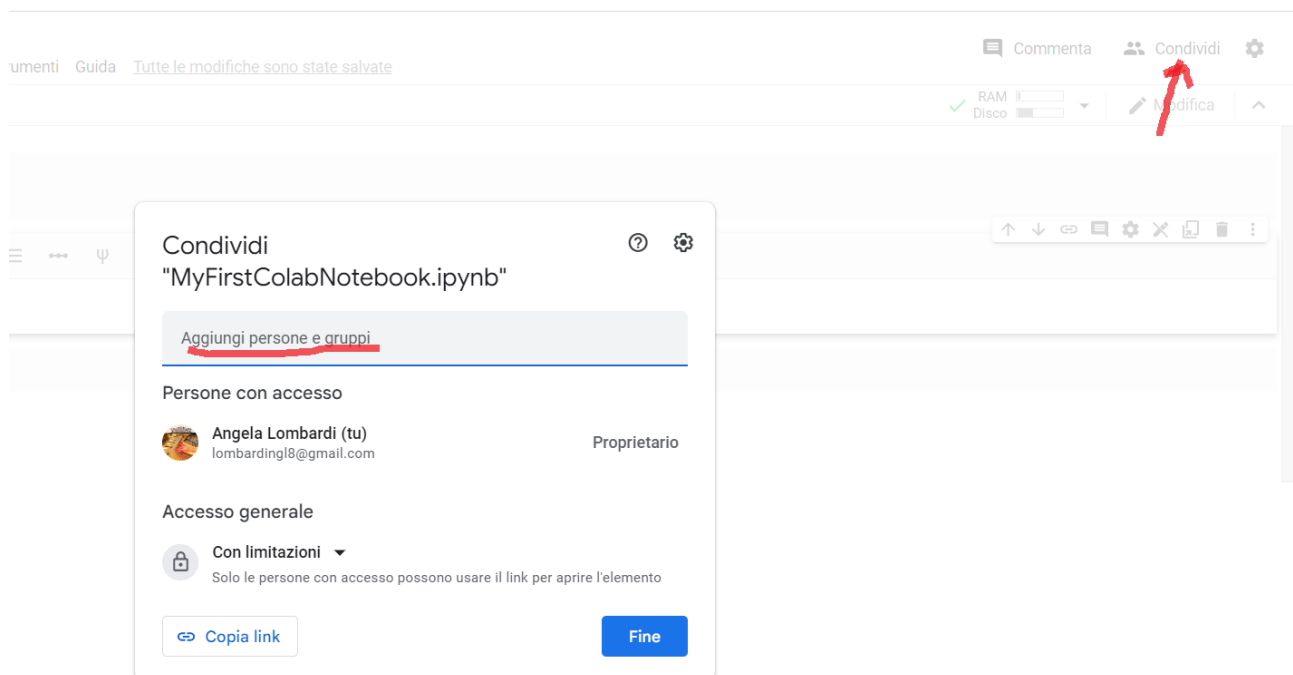 Commenta
Condividi
rumenti Guida Tutte le modifiche sono state salvate
RAM
Disco
Modifica
Condividi
"MyFirstColabNotebook.ipynb"
Aggiungi persone e gruppi
Persone con accesso
Angela Lombardi (tu)
lombardingl8@gmail.com
Proprietario
Accesso generale
Con limitazioni
Solo le persone con accesso possono usare il link per aprire l'elemento
Copia link
Fine